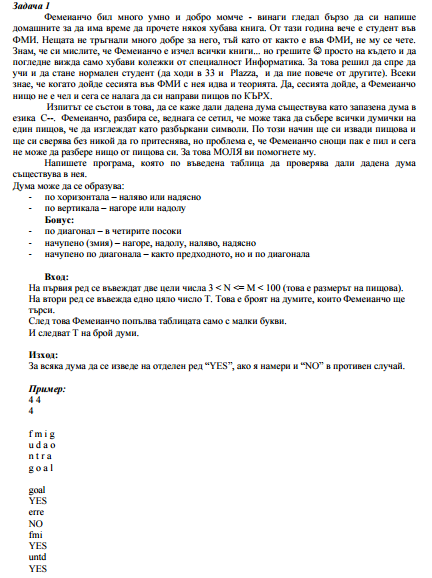 Задача 1
Фемеианчо бил много умно и добро момче - винаги гледал бързо да си напише
домашните за да има време да прочете някоя хубава книга. От тази година вече е студент във
ФМИ. Нещата не тръгнали много добре за него, тъй като от както е във ФМИ, не му се чете.
Знам, че си мислите, че Фемеианчо е изчел всички книги... но грешите ☺ просто на където и да
погледне вижда само хубави колежки от специалност Информатика. За това решил да спре да
учи и да стане нормален студент (да ходи в 33 и Plazza, и да пие повече от другите). Всеки
знае, че когато дойде сесията във ФМИ с нея идва и теорията. Да, сесията дойде, а Фемеианчо
нищо не е чел и сега се налага да си направи пищов по КЪРХ.
Изпитът се състои в това, да се каже дали дадена дума съществува като запазена дума в
езика C--. Фемеианчо, разбира се, веднага се сетил, че може така да събере всички думички на
един пищов, че да изглеждат като разбъркани символи. По този начин ще си извади пищова и
ще си сверява без никой да го притеснява, но проблема е, че Фемеианчо снощи пак е пил и сега
не може да разбере нищо от пищова си. За това МОЛЯ ви помогнете му.
Напишете програма, която по въведена таблица да проверява дали дадена дума
съществува в нея.
Дума може да се образува:
- по хоризонтала – наляво или надясно
- по вертикала – нагоре или надолу
Бонус:
- по диагонал – в четирите посоки
- начупено (змия) – нагоре, надолу, наляво, надясно
- начупено по диагонала – както предходното, но и по диагонала
Вход:
На първия ред се въвеждат две цели числа 3 < N <= M < 100 (това е размерът на пищова).
На втори ред се въвежда едно цяло число T. Това е броят на думите, които Фемеианчо ще
търси.
След това Фемеианчо попълва таблицата само с малки букви.
И следват T на брой думи.
Изход:
За всяка дума да се изведе на отделен ред “YES”, ако я намери и “NO” в противен случай.
Пример:
4 4
4
f m i g
u d a o
n t r a
g o a l
goal
YES
erre
NO
fmi
YES
untd
YES